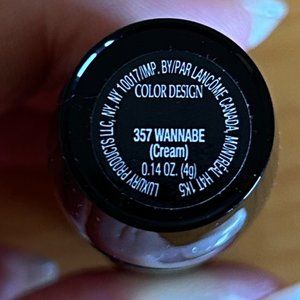 LUXURY PRODUCTS LLC, NY, NY 10017/IMP. BY/PAR LANCÔME CANADA, MONTRÉAL H4T 1K5
COLOR DESIGN
357 WANNABE
(Cream)
0.14 OZ. (4g)